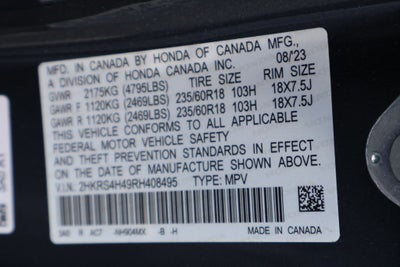 MFD. IN CANADA BY HONDA OF CANADA MFG.,
A DIVISION OF HONDA CANADA INC. 08/'23
GVWR 2175KG (4795LBS) TIRE SIZE RIM SIZE
GAWR F 1120KG (2469LBS) 235/60R18 103H 18X7.5J
GAWR R 1120KG (2469LBS) 235/60R18 103H 18X7.5J
THIS VEHICLE CONFORMS TO ALL APPLICABLE
FEDERAL MOTOR VEHICLE SAFETY
AND THEFT PREVENTION STANDARDS IN EFFECT
ON THE DATE OF MANUFACTURE SHOWN ABOVE.
V.I.N: 2HKRS4H49RH408495 TYPE: MPV
AC7 NH904MX -B -H